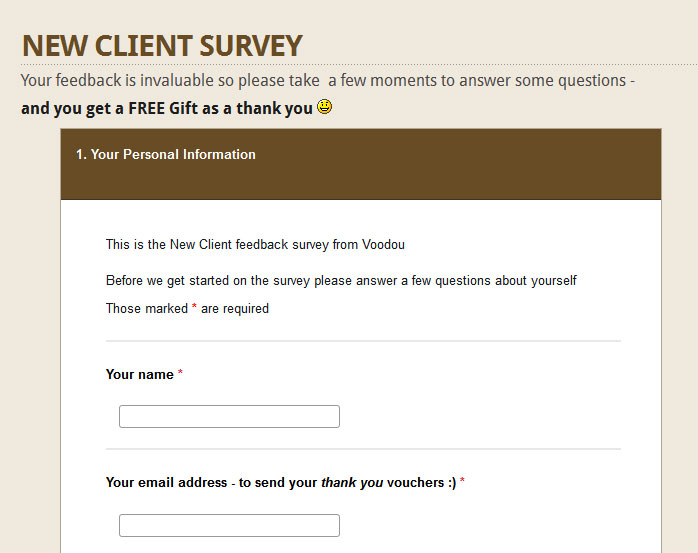 NEW CLIENT SURVEY
Your feedback is invaluable so please take  a few moments to answer some questions -
and you get a FREE Gift as a thank you
1. Your Personal Information
This is the New Client feedback survey from Voodou
Before we get started on the survey please answer a few questions about yourself
Those marked * are required
Your name *
Your email address - to send your thank you vouchers :) *